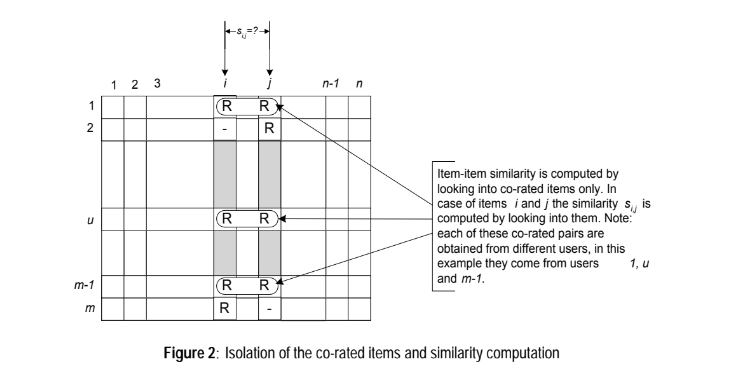 s_{i,j}=?
1 2 3 i j n-1 n
1 R R
2 - R
u R R
m-1 R R
m R -
Item-item similarity is computed by
looking into co-rated items only. In
case of items i and j the similarity s_{i,j} is
computed by looking into them. Note:
each of these co-rated pairs are
obtained from different users, in this
example they come from users 1, u
and m-1.
Figure 2: Isolation of the co-rated items and similarity computation